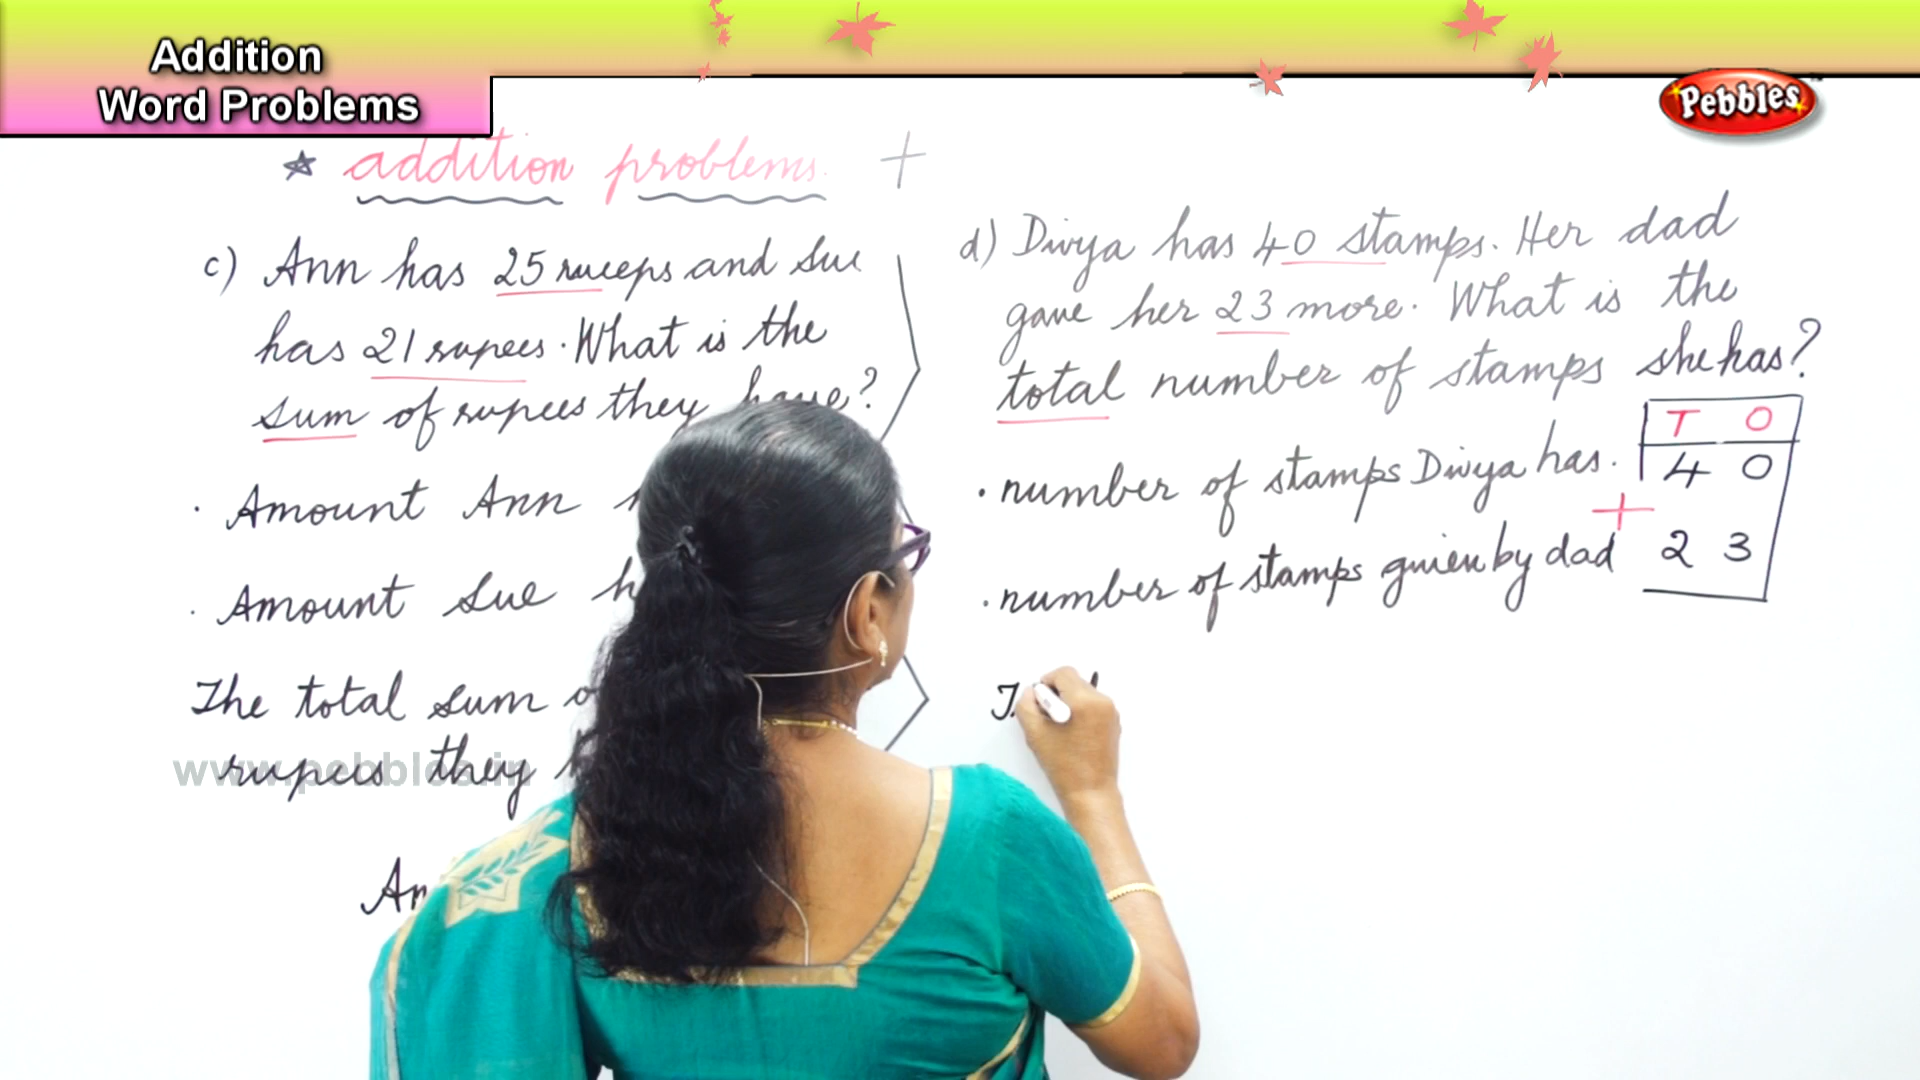 Addition
Word Problems
Pebbles
addition problems. +
c) Ann has 25 ruceps and Sue
has 21 rupees. What is the
sum of rupees they have?
· Amount Ann
· Amount Sue h
The total sum o
rupees they
www.pebbles.in
An
d) Divya has 40 stamps. Her dad
gave her 23 more. What is the
total number of stamps she has?
T O
· number of stamps Divya has. 4 0
+
· number of stamps given by dad 2 3